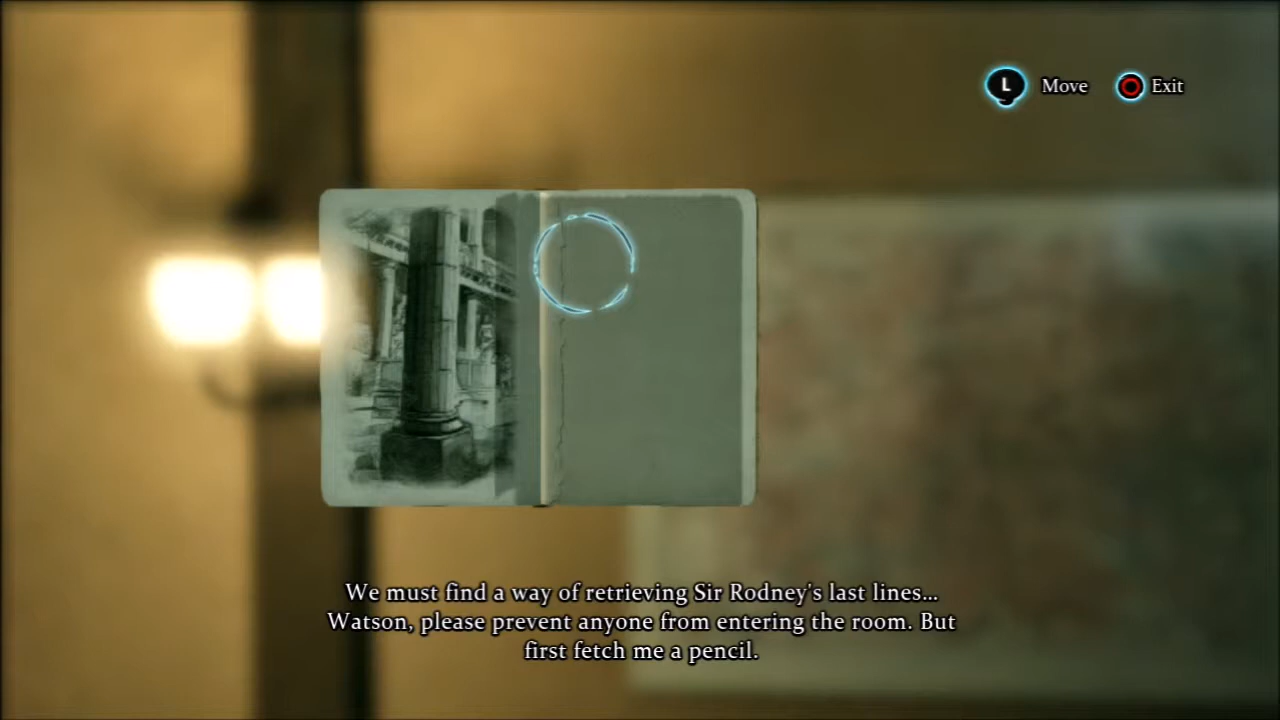 L Move Exit
We must find a way of retrieving Sir Rodney's last lines...
Watson, please prevent anyone from entering the room. But
first fetch me a pencil.